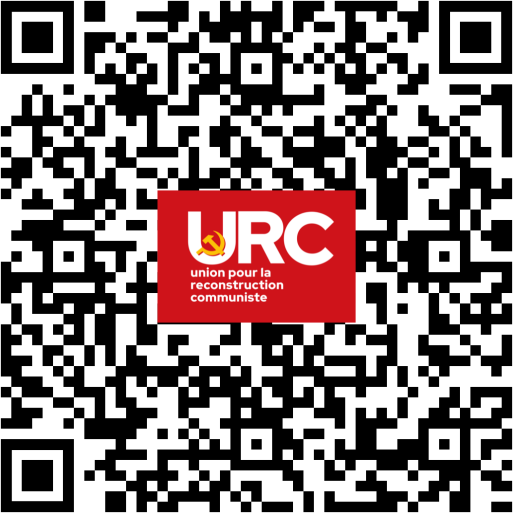 URC
union pour la
reconstruction
communiste